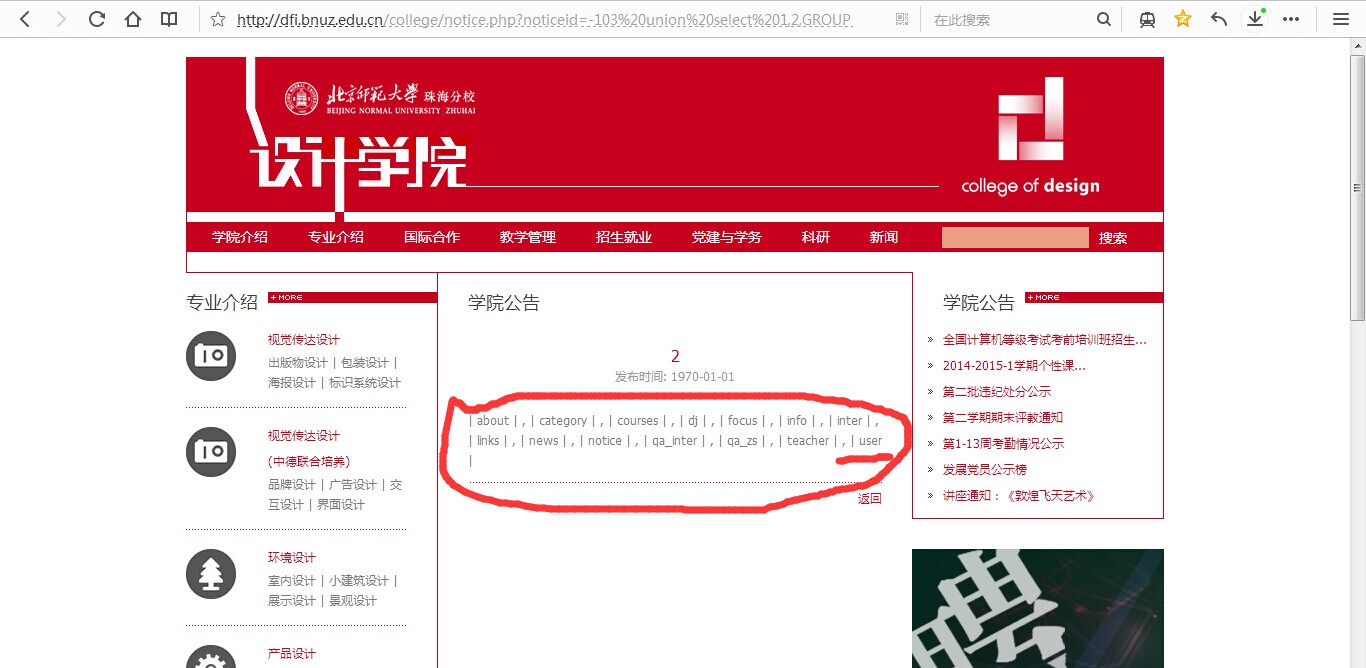 http://dfi.bnuz.edu.cn/college/notice.php?noticeid=-103%20union%20select%201,2,GROUP
在此搜索
北京师范大学 珠海分校
BEIJING NORMAL UNIVERSITY ZHUHAI
设计学院
college of design
学院介绍 专业介绍 国际合作 教学管理 招生就业 党建与学务 科研 新闻 搜索
专业介绍
+ MORE
视觉传达设计
出版物设计 | 包装设计 |
海报设计 | 标识系统设计
视觉传达设计
(中德联合培养)
品牌设计 | 广告设计 | 交
互设计 | 界面设计
环境设计
室内设计 | 小建筑设计 |
展示设计 | 景观设计
产品设计
学院公告
2
发布时间: 1970-01-01
| about | , | category | , | courses | , | dj | , | focus | , | info | , | inter | ,
| links | , | news | , | notice | , | qa_inter | , | qa_zs | , | teacher | , | user
|
返回
学院公告
+ MORE
» 全国计算机等级考试考前培训班招生...
» 2014-2015-1学期个性课...
» 第二批违纪处分公示
» 第二学期期末评教通知
» 第1-13周考勤情况公示
» 发展党员公示榜
» 讲座通知：《敦煌飞天艺术》